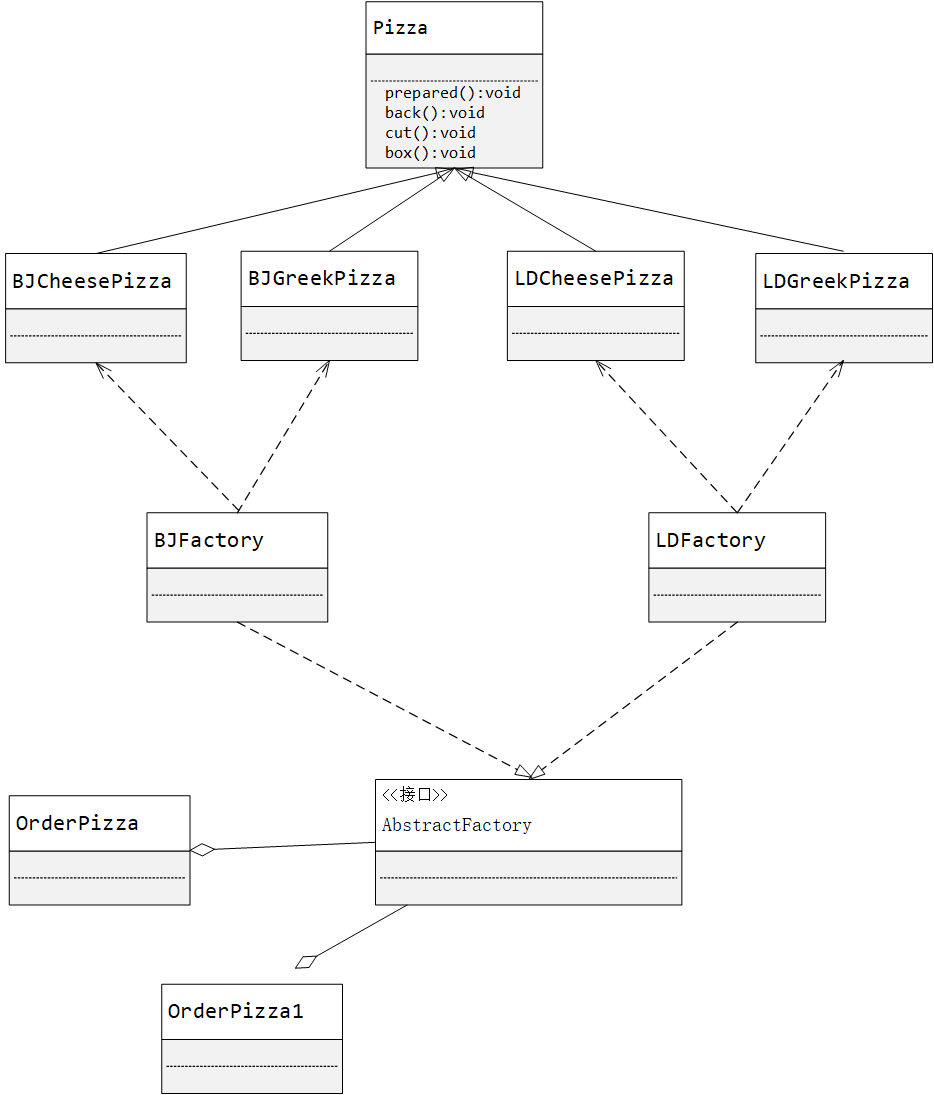 Pizza
prepared():void
back():void
cut():void
box():void
BJCheesePizza
BJGreekPizza
LDCheesePizza
LDGreekPizza
BJFactory
LDFactory
<<接口>>
AbstractFactory
OrderPizza
OrderPizza1